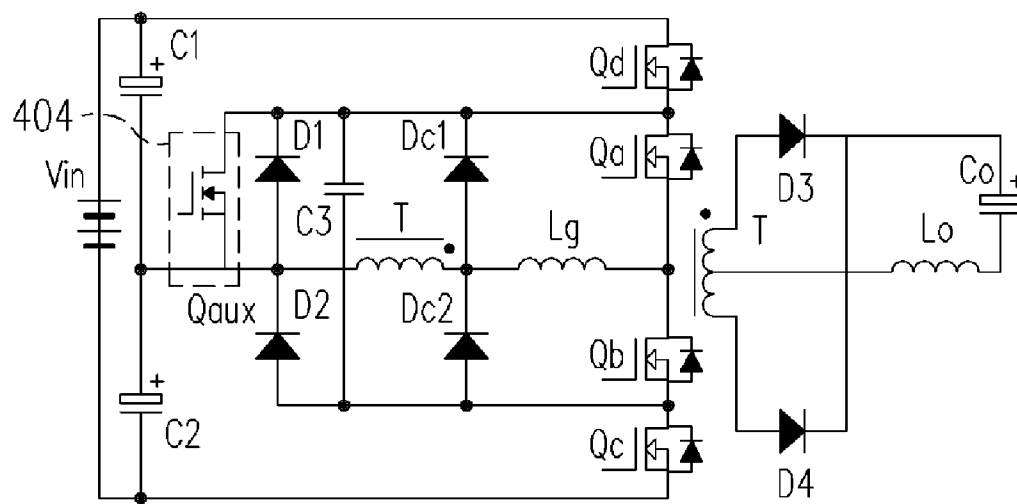 C1
+
Qd
404
D1
Dc1
Qa
D3
Co
+
Vin
C3
T
Lg
T
Lo
Qaux
D2
Dc2
Qb
+
C2
Qc
D4